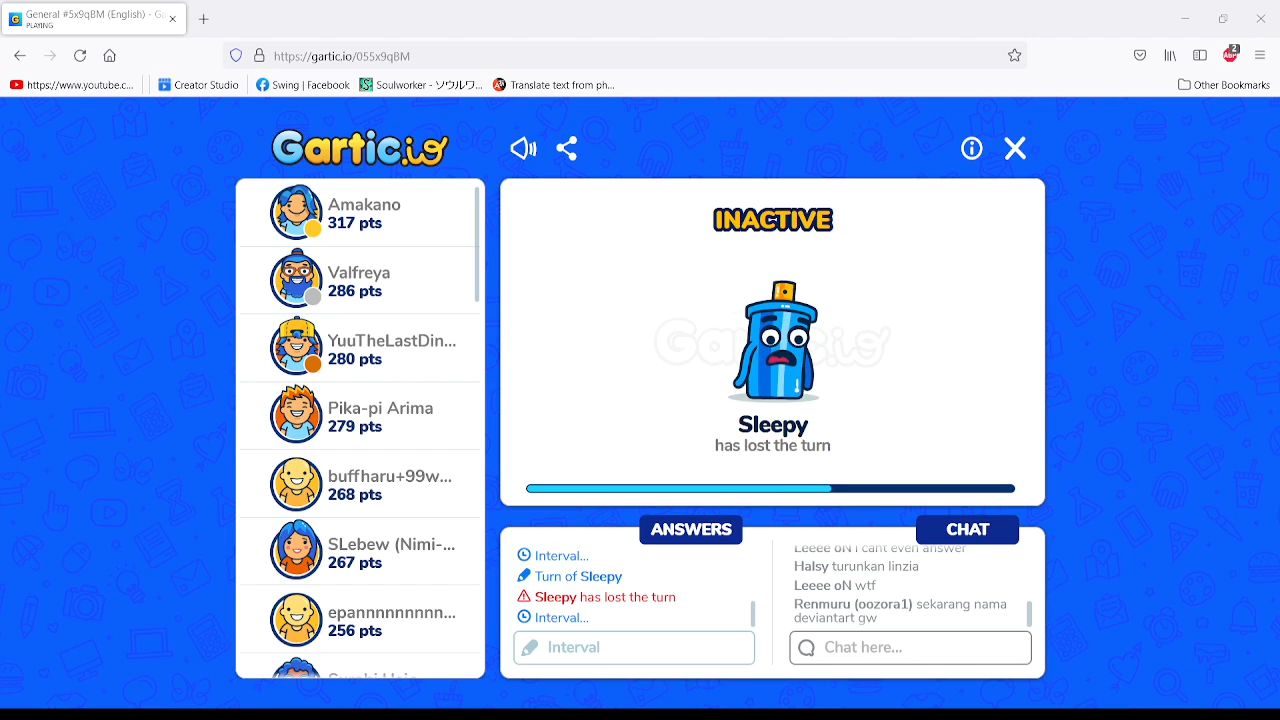 General #5x9qBM (English) - Ga
PLAYING
https://gartic.io/055x9qBM
2
https://www.youtube.c...
Creator Studio
Swing | Facebook
Soulworker - ソウルワ...
Translate text from ph...
Other Bookmarks
Gartic.io
Amakano
317 pts
Valfreya
286 pts
YuuTheLastDin...
280 pts
Pika-pi Arima
279 pts
buffharu+99w...
268 pts
SLebew (Nimi-...
267 pts
epannnnnnnnn...
256 pts
INACTIVE
Sleepy
has lost the turn
ANSWERS
Interval...
Turn of Sleepy
Sleepy has lost the turn
Interval...
Interval
CHAT
Leeee oN i cant even answer
Halsy turunkan linzia
Leeee oN wtf
Renmuru (oozora1) sekarang nama
deviantart gw
Chat here...